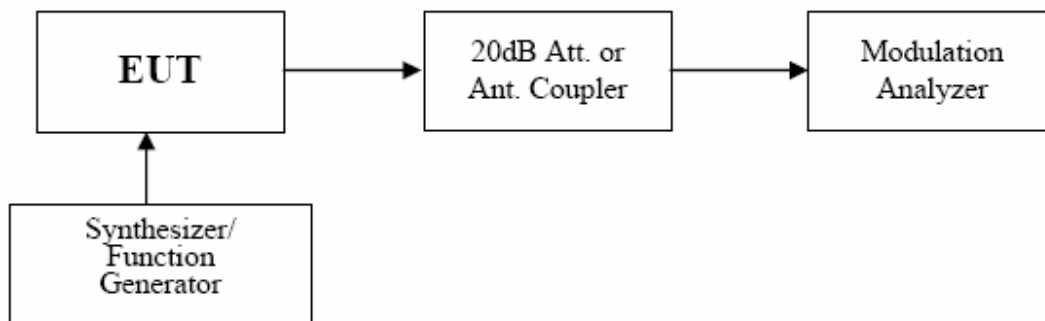 EUT
20dB Att. or
Ant. Coupler
Modulation
Analyzer
Synthesizer/
Function
Generator